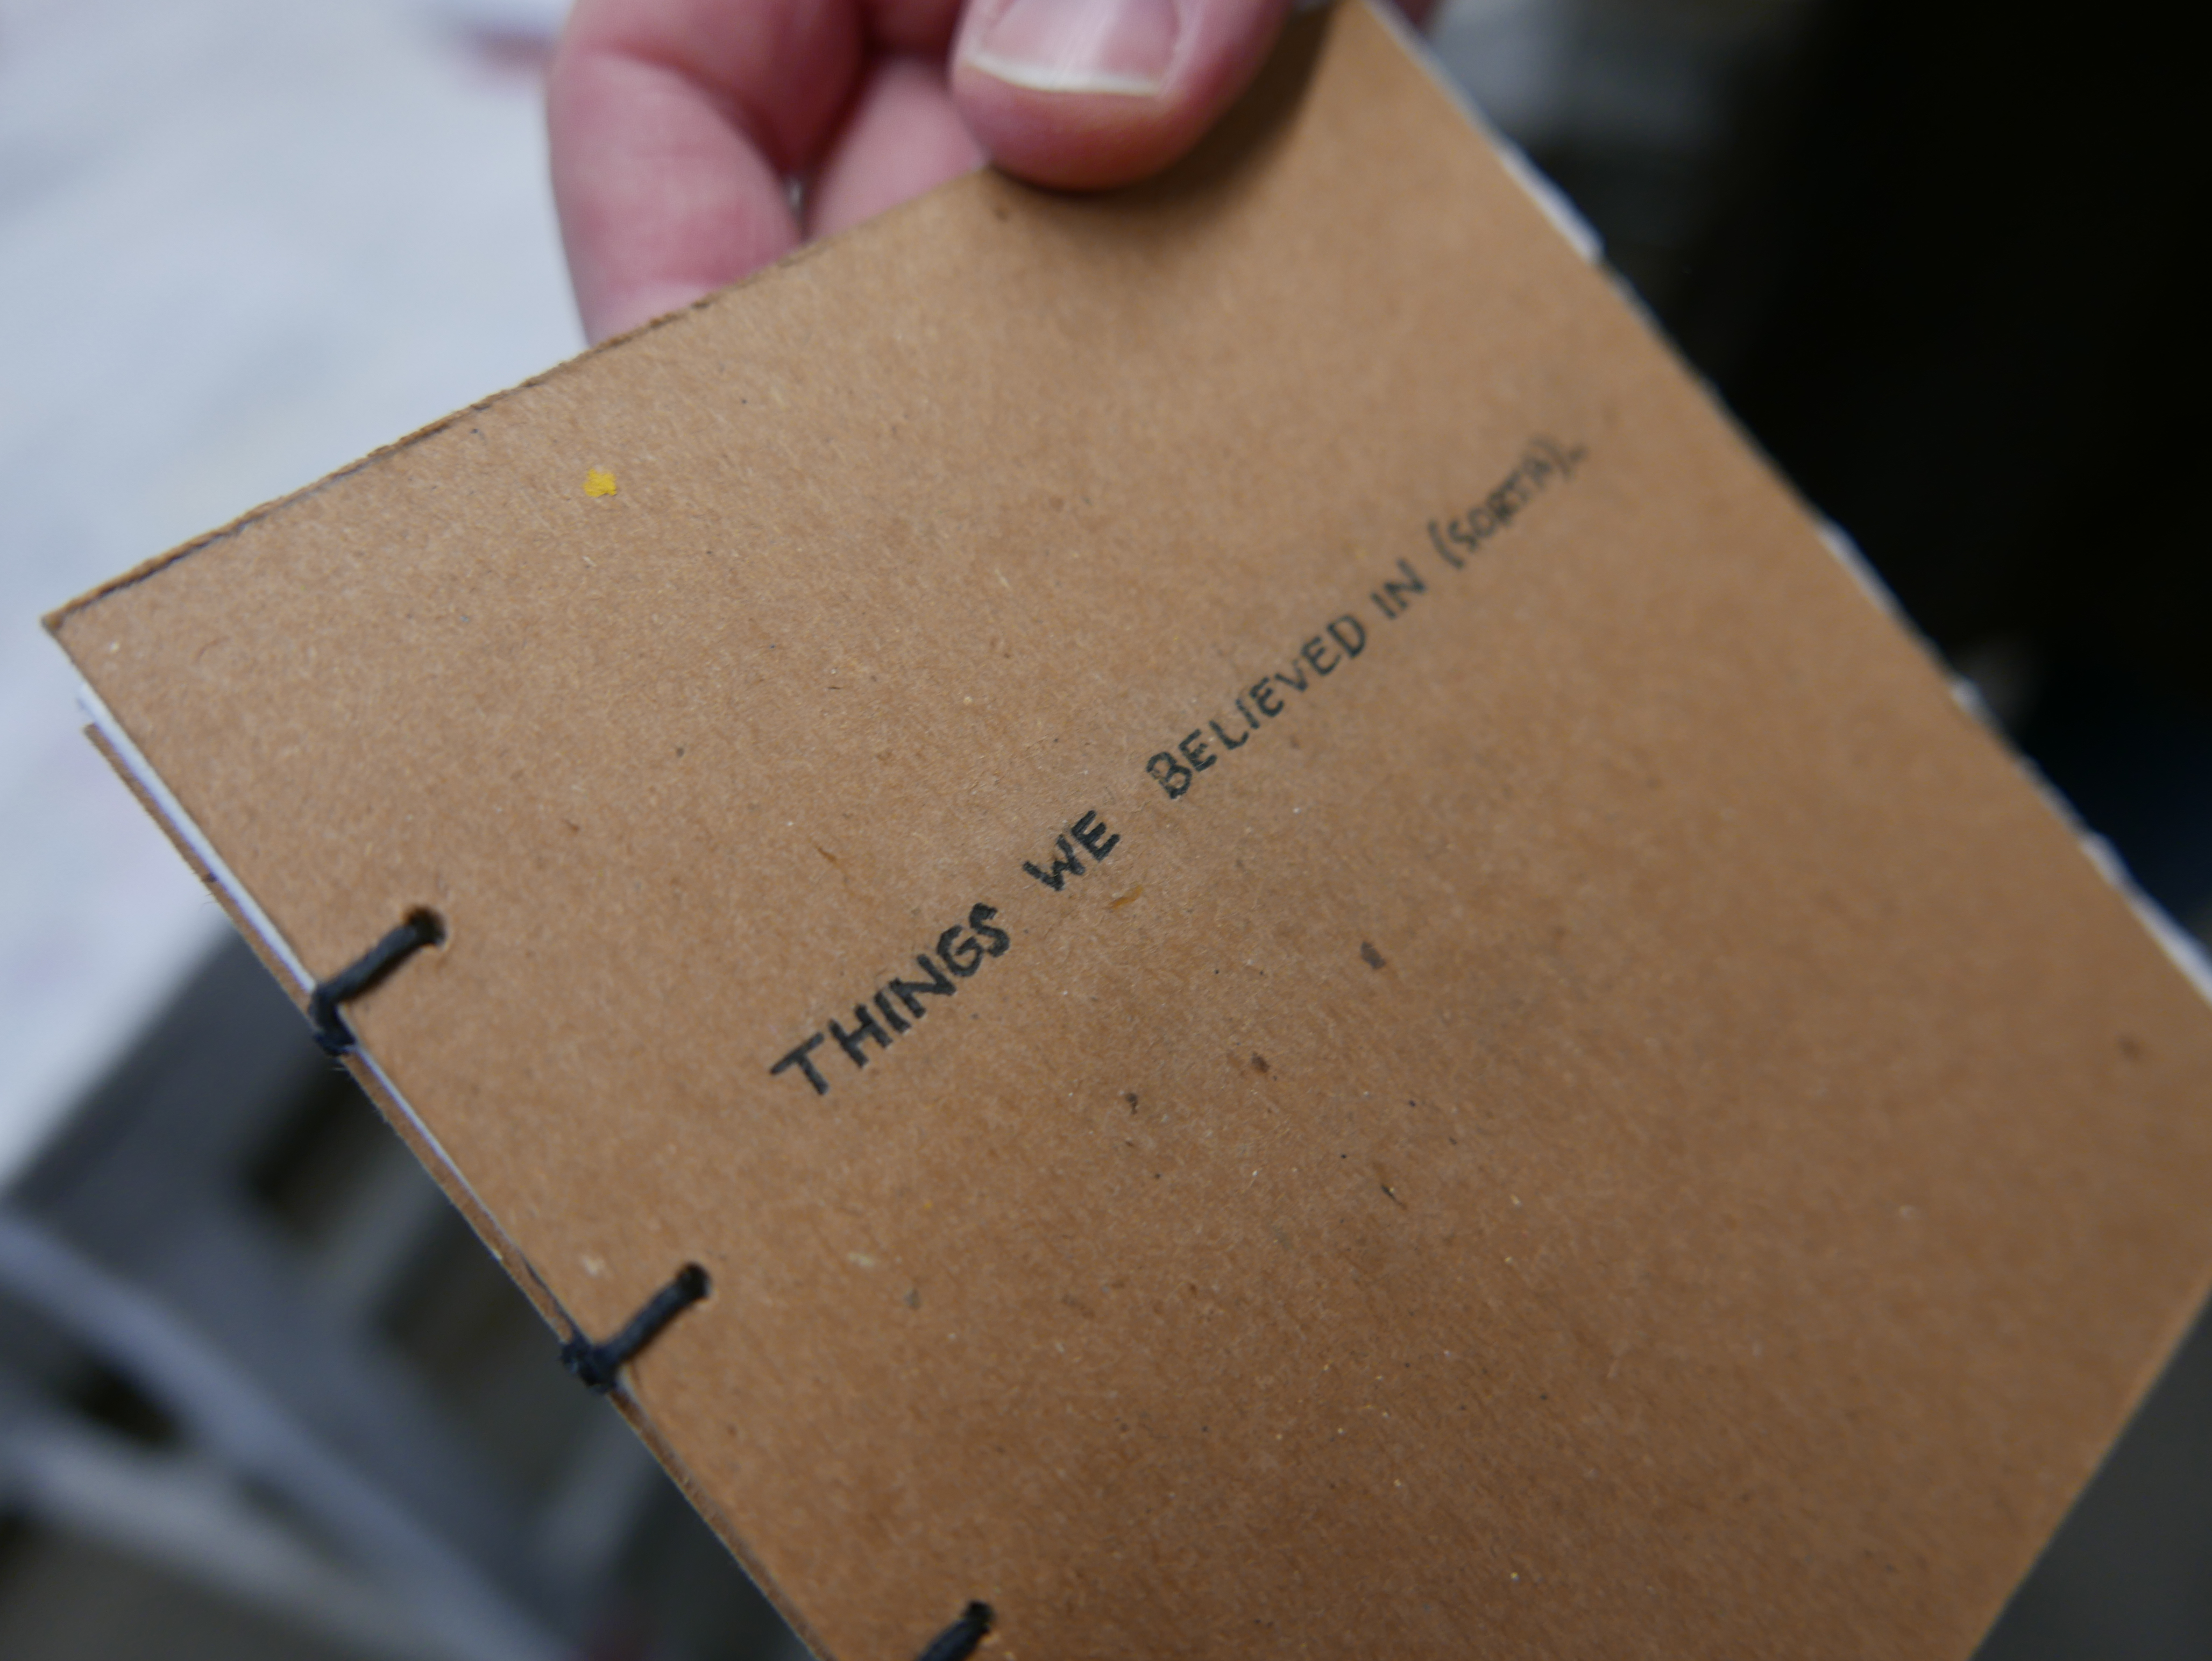 THINGS WE BELIEVED IN (SORTA)...